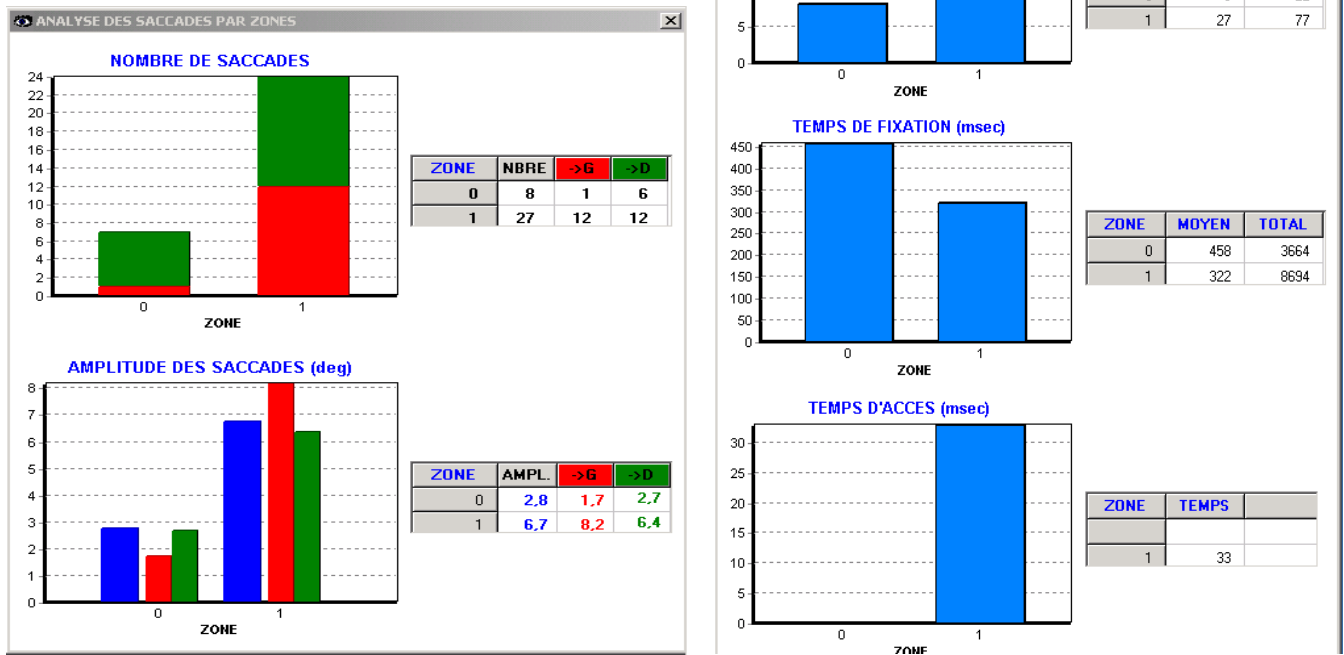 ANALYSE DES SACCADES PAR ZONES
NOMBRE DE SACCADES
24
22
20
18
16
14
12
10
8
6
4
2
0
0 1
ZONE
ZONE NBRE ->G ->D
0 8 1 6
1 27 12 12
AMPLITUDE DES SACCADES (deg)
8
7
6
5
4
3
2
1
0
0 1
ZONE
ZONE AMPL. ->G ->D
0 2,8 1,7 2,7
1 6,7 8,2 6,4
5
0
0 1
ZONE
1 27 77
TEMPS DE FIXATION (msec)
450
400
350
300
250
200
150
100
50
0
0 1
ZONE
ZONE MOYEN TOTAL
0 458 3664
1 322 8694
TEMPS D'ACCES (msec)
30
25
20
15
10
5
0
0 1
ZONE
ZONE TEMPS
1 33